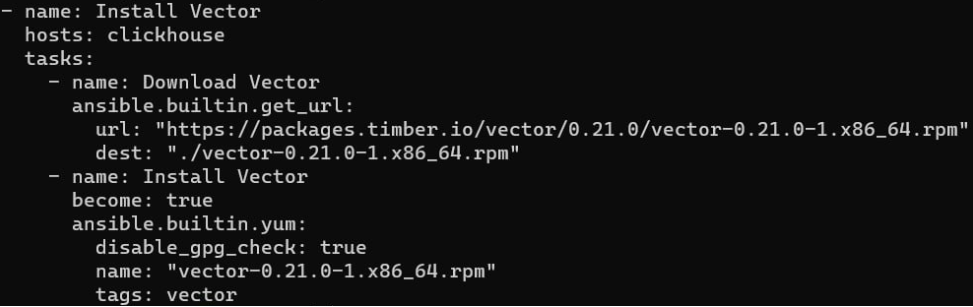 - name: Install Vector
  hosts: clickhouse
  tasks:
    - name: Download Vector
      ansible.builtin.get_url:
        url: "https://packages.timber.io/vector/0.21.0/vector-0.21.0-1.x86_64.rpm"
        dest: "./vector-0.21.0-1.x86_64.rpm"
    - name: Install Vector
      become: true
      ansible.builtin.yum:
        disable_gpg_check: true
        name: "vector-0.21.0-1.x86_64.rpm"
        tags: vector